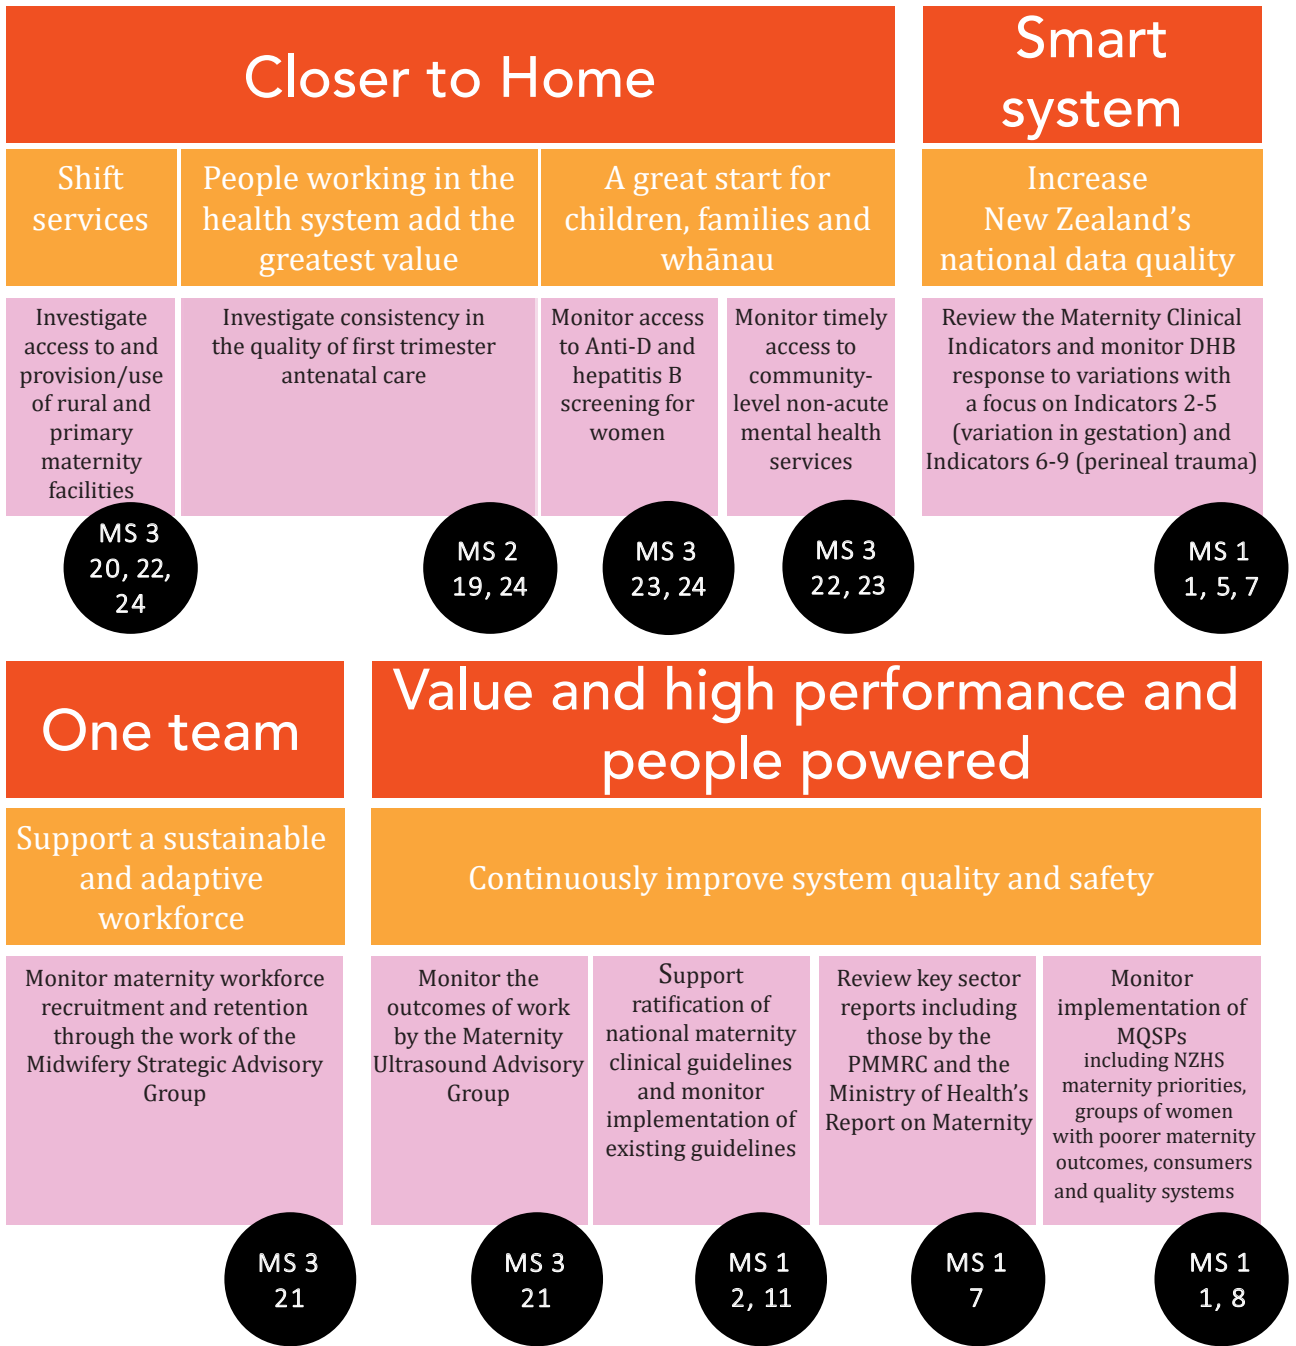 Closer to Home
Smart
system
Shift
services
People working in the
health system add the
greatest value
A great start for
children, families and
whānau
Increase
New Zealand's
national data quality
Investigate
access to and
provision/use
of rural and
primary
maternity
facilities
Investigate consistency in
the quality of first trimester
antenatal care
Monitor access
to Anti-D and
hepatitis B
screening for
women
Monitor timely
access to
community-
level non-acute
mental health
services
Review the Maternity Clinical
Indicators and monitor DHB
response to variations with
a focus on Indicators 2-5
(variation in gestation) and
Indicators 6-9 (perineal trauma)
MS 3
20, 22,
24
MS 2
19, 24
MS 3
23, 24
MS 3
22, 23
MS 1
1, 5, 7
One team
Value and high performance and
people powered
Support a sustainable
and adaptive
workforce
Continuously improve system quality and safety
Monitor maternity workforce
recruitment and retention
through the work of the
Midwifery Strategic Advisory
Group
Monitor the
outcomes of work
by the Maternity
Ultrasound Advisory
Group
Support
ratification of
national maternity
clinical guidelines
and monitor
implementation of
existing guidelines
Review key sector
reports including
those by the
PMMRC and the
Ministry of Health's
Report on Maternity
Monitor
implementation of
MQSPs
including NZHS
maternity priorities,
groups of women
with poorer maternity
outcomes, consumers
and quality systems
MS 3
21
MS 3
21
MS 1
2, 11
MS 1
7
MS 1
1, 8